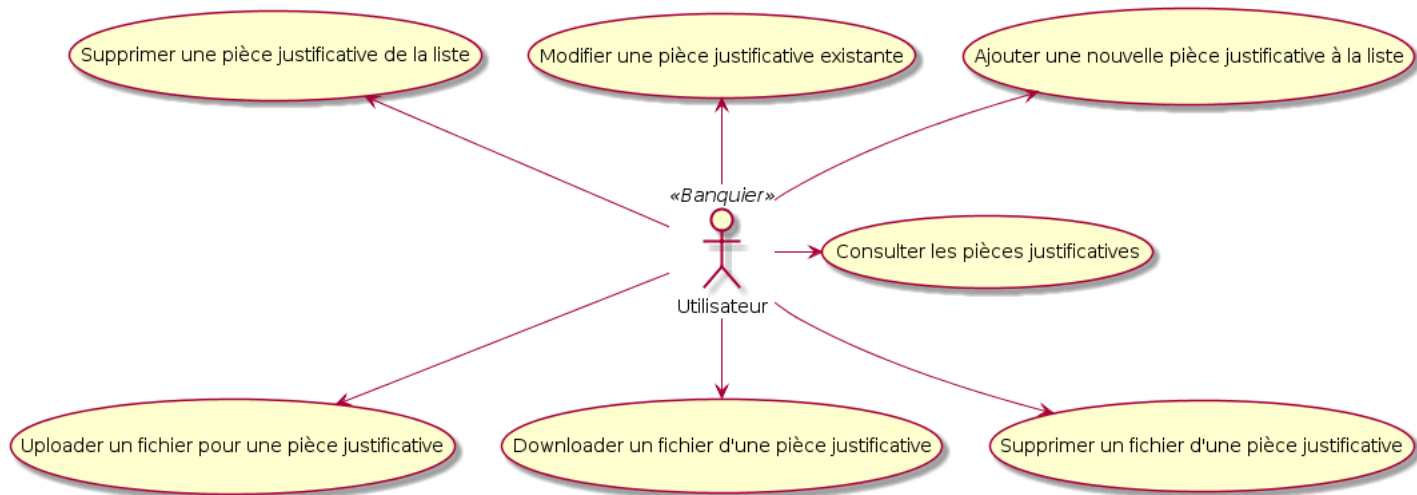 Supprimer une pièce justificative de la liste
Modifier une pièce justificative existante
Ajouter une nouvelle pièce justificative à la liste
«Banquier»
Consulter les pièces justificatives
Utilisateur
Uploader un fichier pour une pièce justificative
Downloader un fichier d'une pièce justificative
Supprimer un fichier d'une pièce justificative